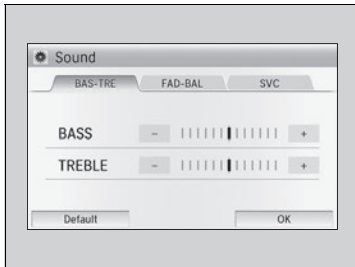 Sound
BAS-TRE FAD-BAL SVC
BASS - +
TREBLE - +
Default OK